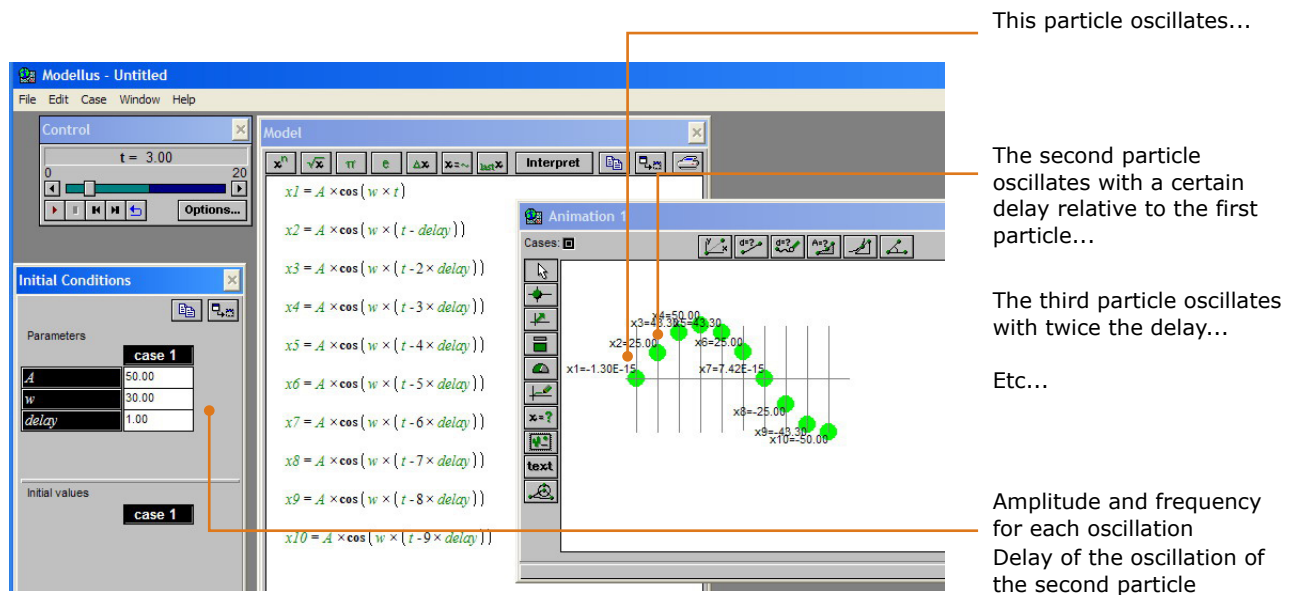 This particle oscillates...
Modellus - Untitled
File Edit Case Window Help
Control
t = 3.00
0 20
Options...
Model
xⁿ √x π e Δx x=~ last x Interpret
x1 = A × cos ( w × t )
x2 = A × cos ( w × ( t - delay ) )
x3 = A × cos ( w × ( t - 2 × delay ) )
x4 = A × cos ( w × ( t - 3 × delay ) )
x5 = A × cos ( w × ( t - 4 × delay ) )
x6 = A × cos ( w × ( t - 5 × delay ) )
x7 = A × cos ( w × ( t - 6 × delay ) )
x8 = A × cos ( w × ( t - 7 × delay ) )
x9 = A × cos ( w × ( t - 8 × delay ) )
x10 = A × cos ( w × ( t - 9 × delay ) )
Initial Conditions
Parameters
case 1
A 50.00
w 30.00
delay 1.00
Initial values
case 1
Animation 1
Cases:
y x d=? d=? A=?
x=?
text
x1=-1.30E-15
x2=25.00
x3=43.30
x4=50.00
x5=43.30
x6=25.00
x7=7.42E-15
x8=-25.00
x9=-43.30
x10=-50.00
The second particle
oscillates with a certain
delay relative to the first
particle...
The third particle oscillates
with twice the delay...
Etc...
Amplitude and frequency
for each oscillation
Delay of the oscillation of
the second particle